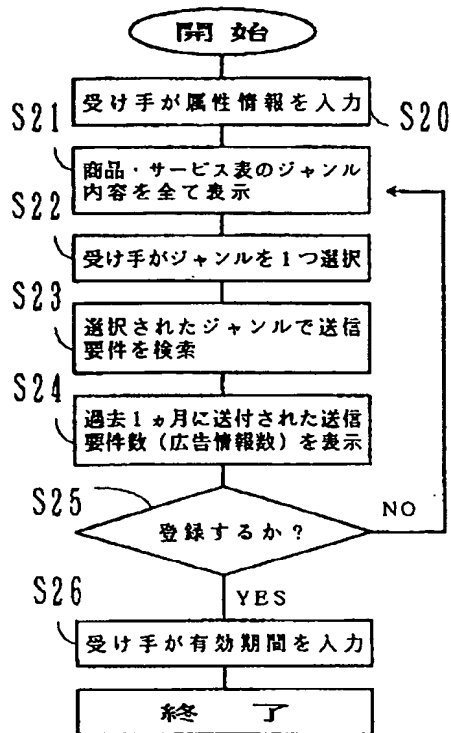 開始
受け手が属性情報を入力
S20
S21
商品・サービス表のジャンル
内容を全て表示
S22
受け手がジャンルを1つ選択
S23
選択されたジャンルで送信
要件を検索
S24
過去1ヵ月に送付された送信
要件数(広告情報数)を表示
S25
登録するか?
NO
YES
S26
受け手が有効期間を入力
終了